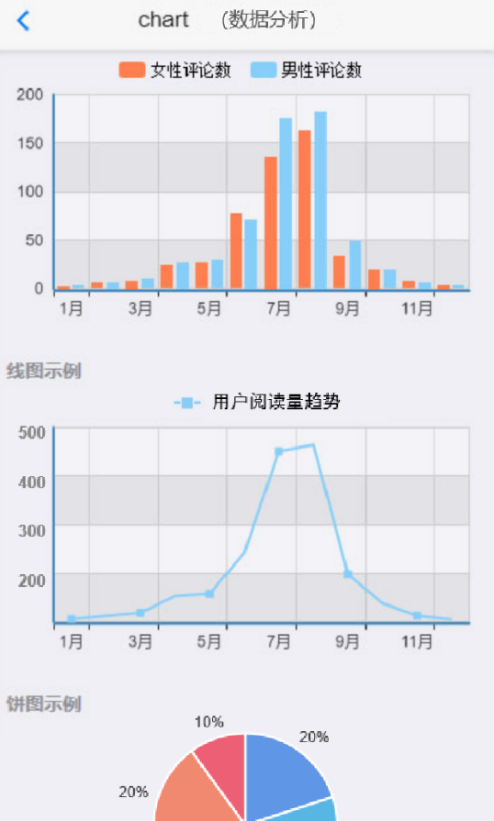 chart （数据分析）
女性评论数 男性评论数
200
150
100
50
0
1月 3月 5月 7月 9月 11月
线图示例
用户阅读量趋势
500
400
300
200
1月 3月 5月 7月 9月 11月
饼图示例
10%
20%
20%